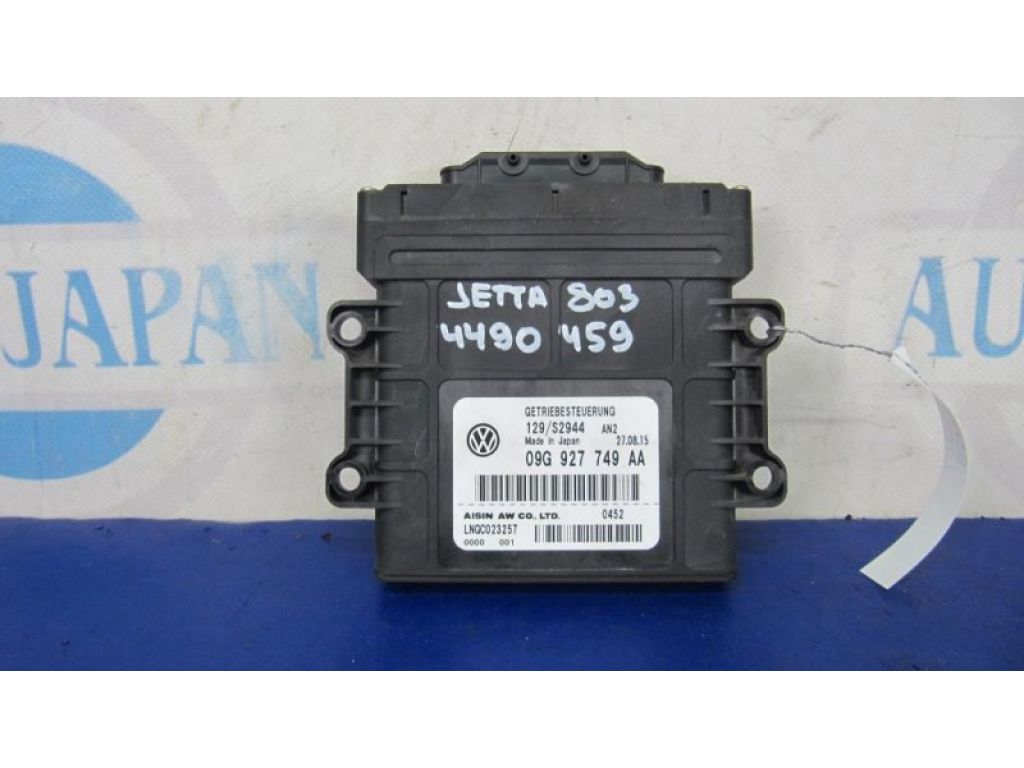 JAPAN
AU
JETTA 803
4490 459
GETRIEBESTEUERUNG
129/S2944 AN2
Made in Japan 27.08.15
09G 927 749 AA
AISIN AW CO., LTD. 0452
LNGC023257
0000 001